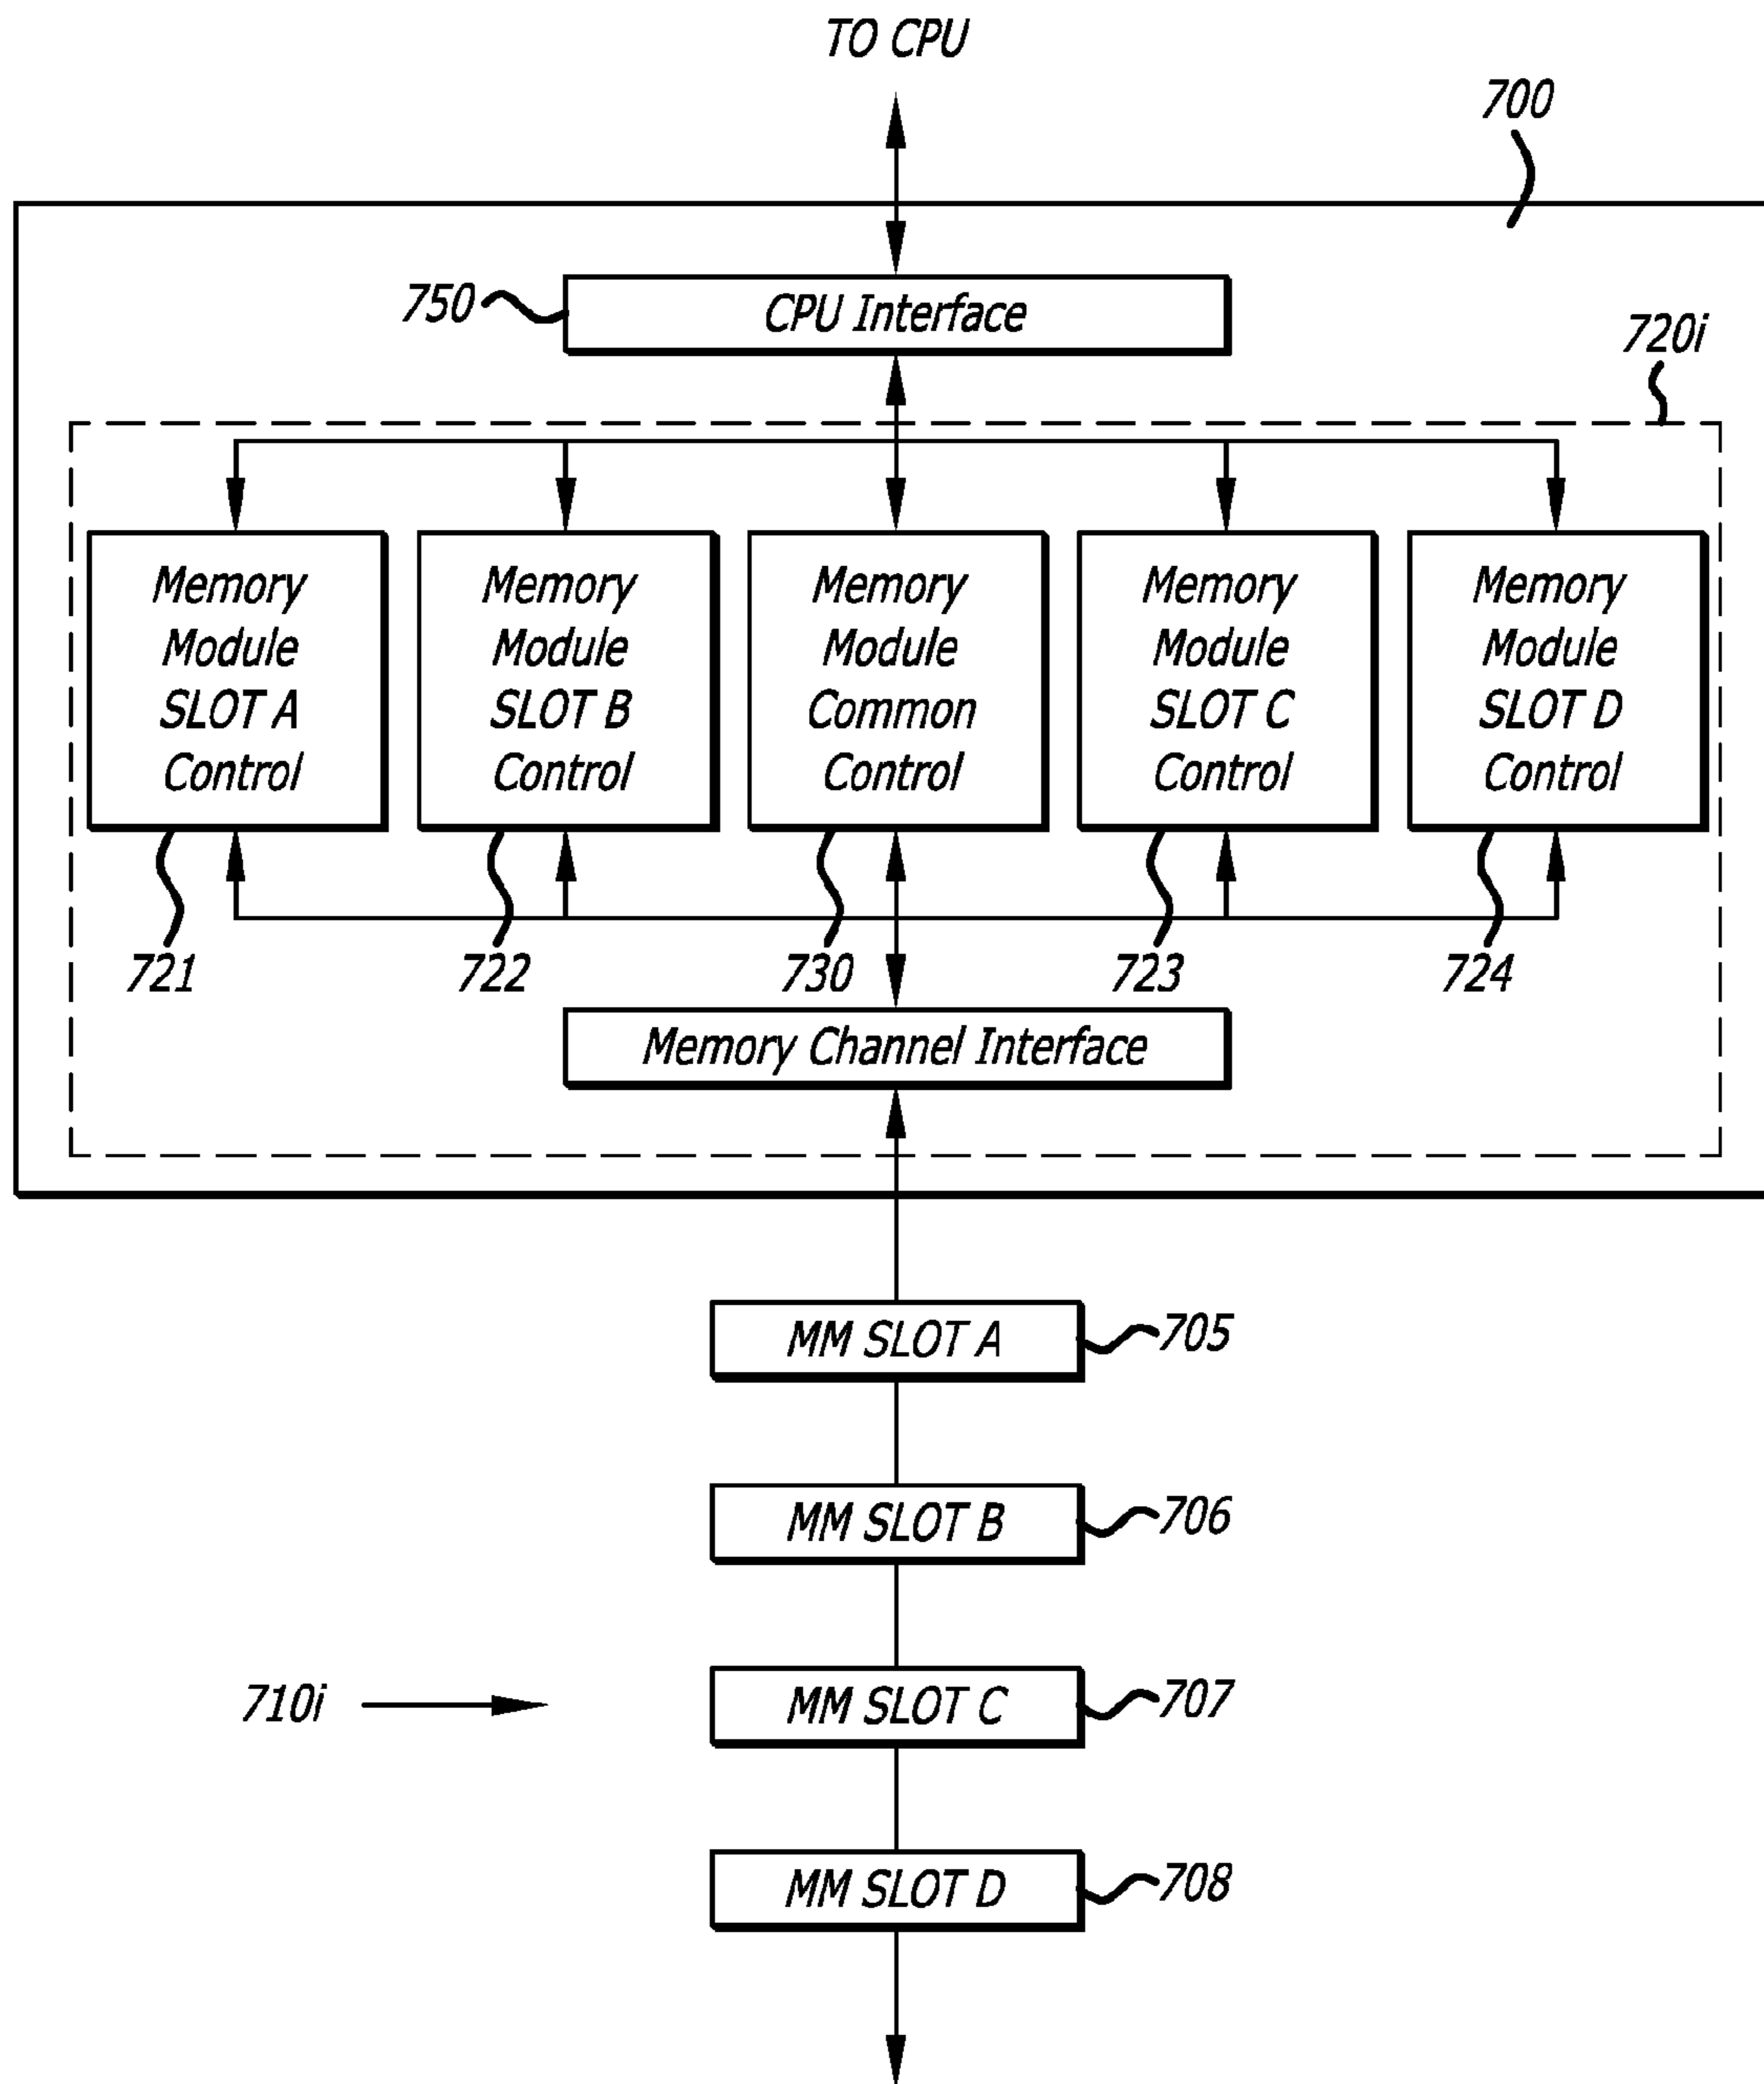 TO CPU
700
750
CPU Interface
720i
Memory
Module
SLOT A
Control
Memory
Module
SLOT B
Control
Memory
Module
Common
Control
Memory
Module
SLOT C
Control
Memory
Module
SLOT D
Control
721
722
730
723
724
Memory Channel Interface
MM SLOT A
705
MM SLOT B
706
710i
MM SLOT C
707
MM SLOT D
708